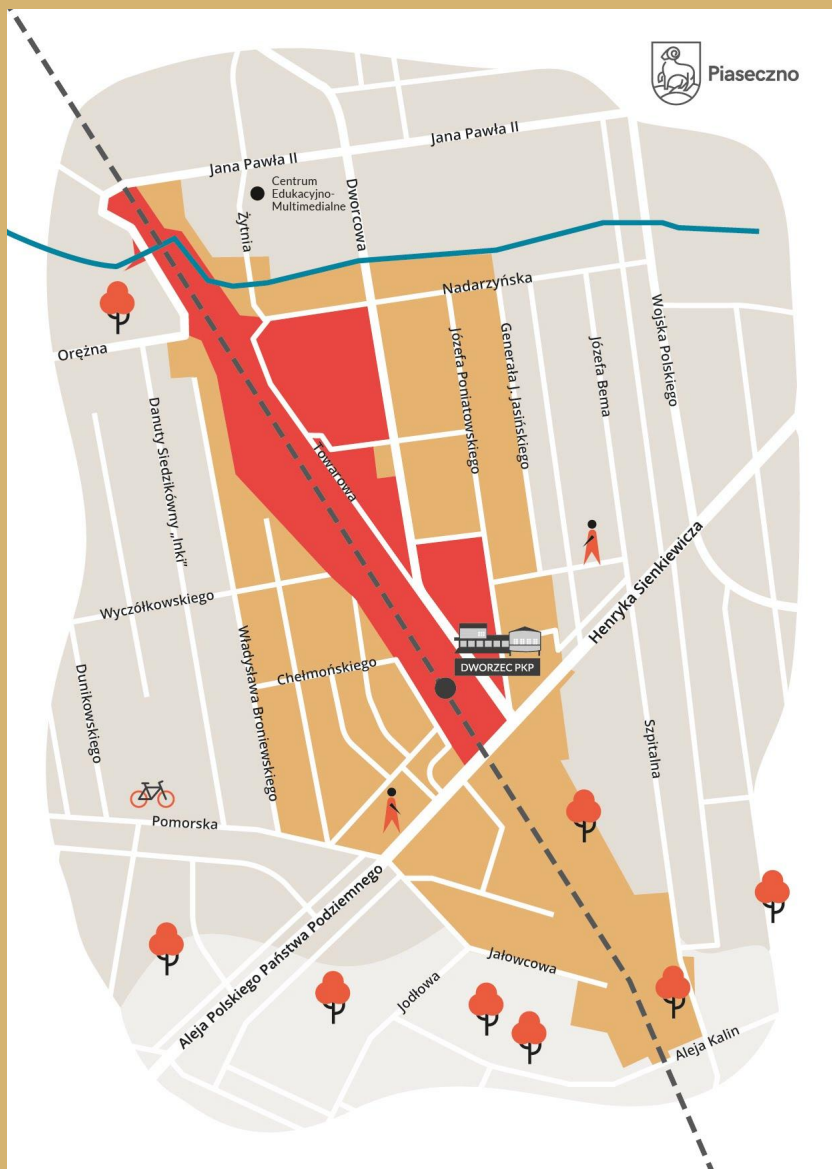 Piaseczno
Jana Pawła II
Jana Pawła II
Centrum
Edukacyjno-
Multimedialne
Dworcowa
Żytnia
Nadarzyńska
Orężna
Wojska Polskiego
Józefa Bema
Generała J. Jasińskiego
Józefa Poniatowskiego
Danuty Siedzikówny „Inki”
Towarowa
Henryka Sienkiewicza
Wyczółkowskiego
DWORZEC PKP
Chełmońskiego
Władysława Broniewskiego
Dunikowskiego
Szpitalna
Pomorska
Aleja Polskiego Państwa Podziemnego
Jałowcowa
Jodłowa
Aleja Kalin